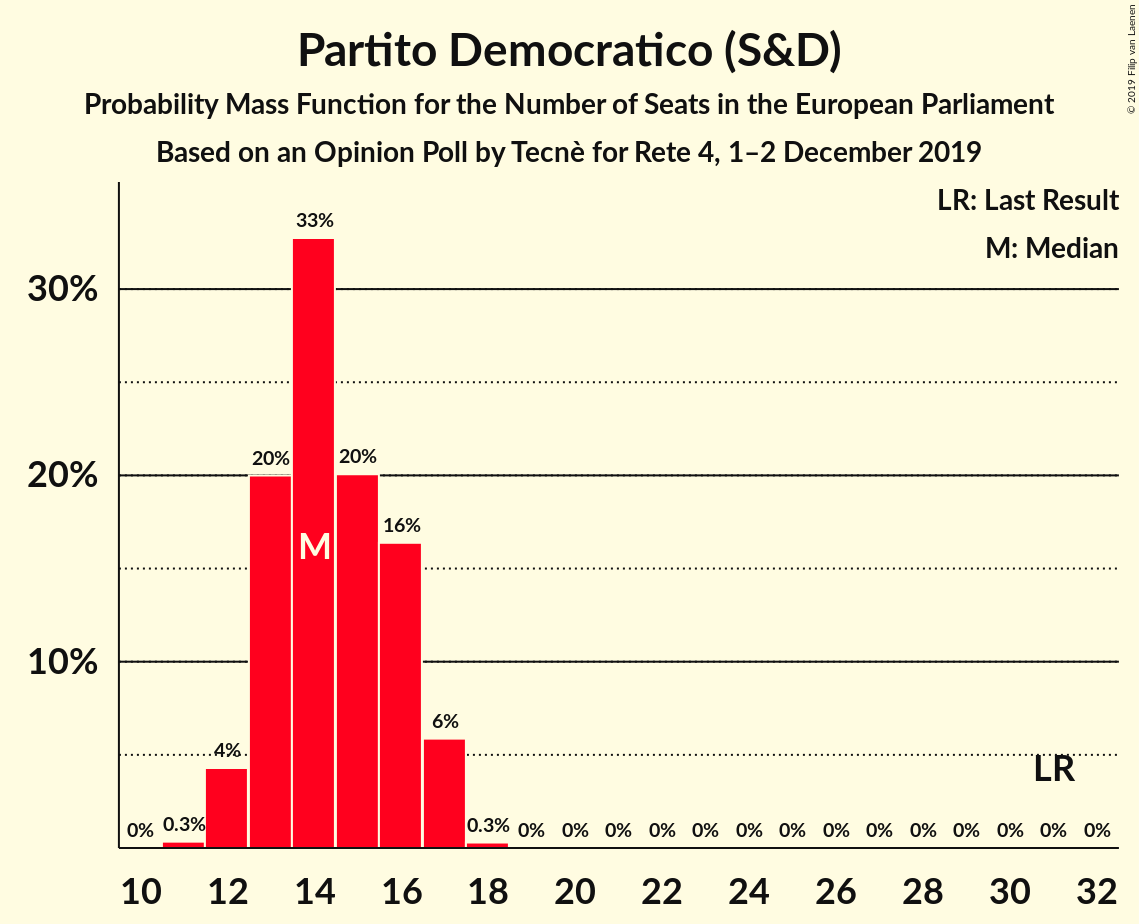 Partito Democratico (S&D)
Probability Mass Function for the Number of Seats in the European Parliament
Based on an Opinion Poll by Tecnè for Rete 4, 1–2 December 2019
© 2019 Filip van Laenen
LR: Last Result
M: Median
30%
20%
10%
0% 0.3% 4% 20% 33% 20% 16% 6% 0.3% 0% 0% 0% 0% 0% 0% 0% 0% 0% 0% 0% 0% 0% 0%
M
LR
10 12 14 16 18 20 22 24 26 28 30 32